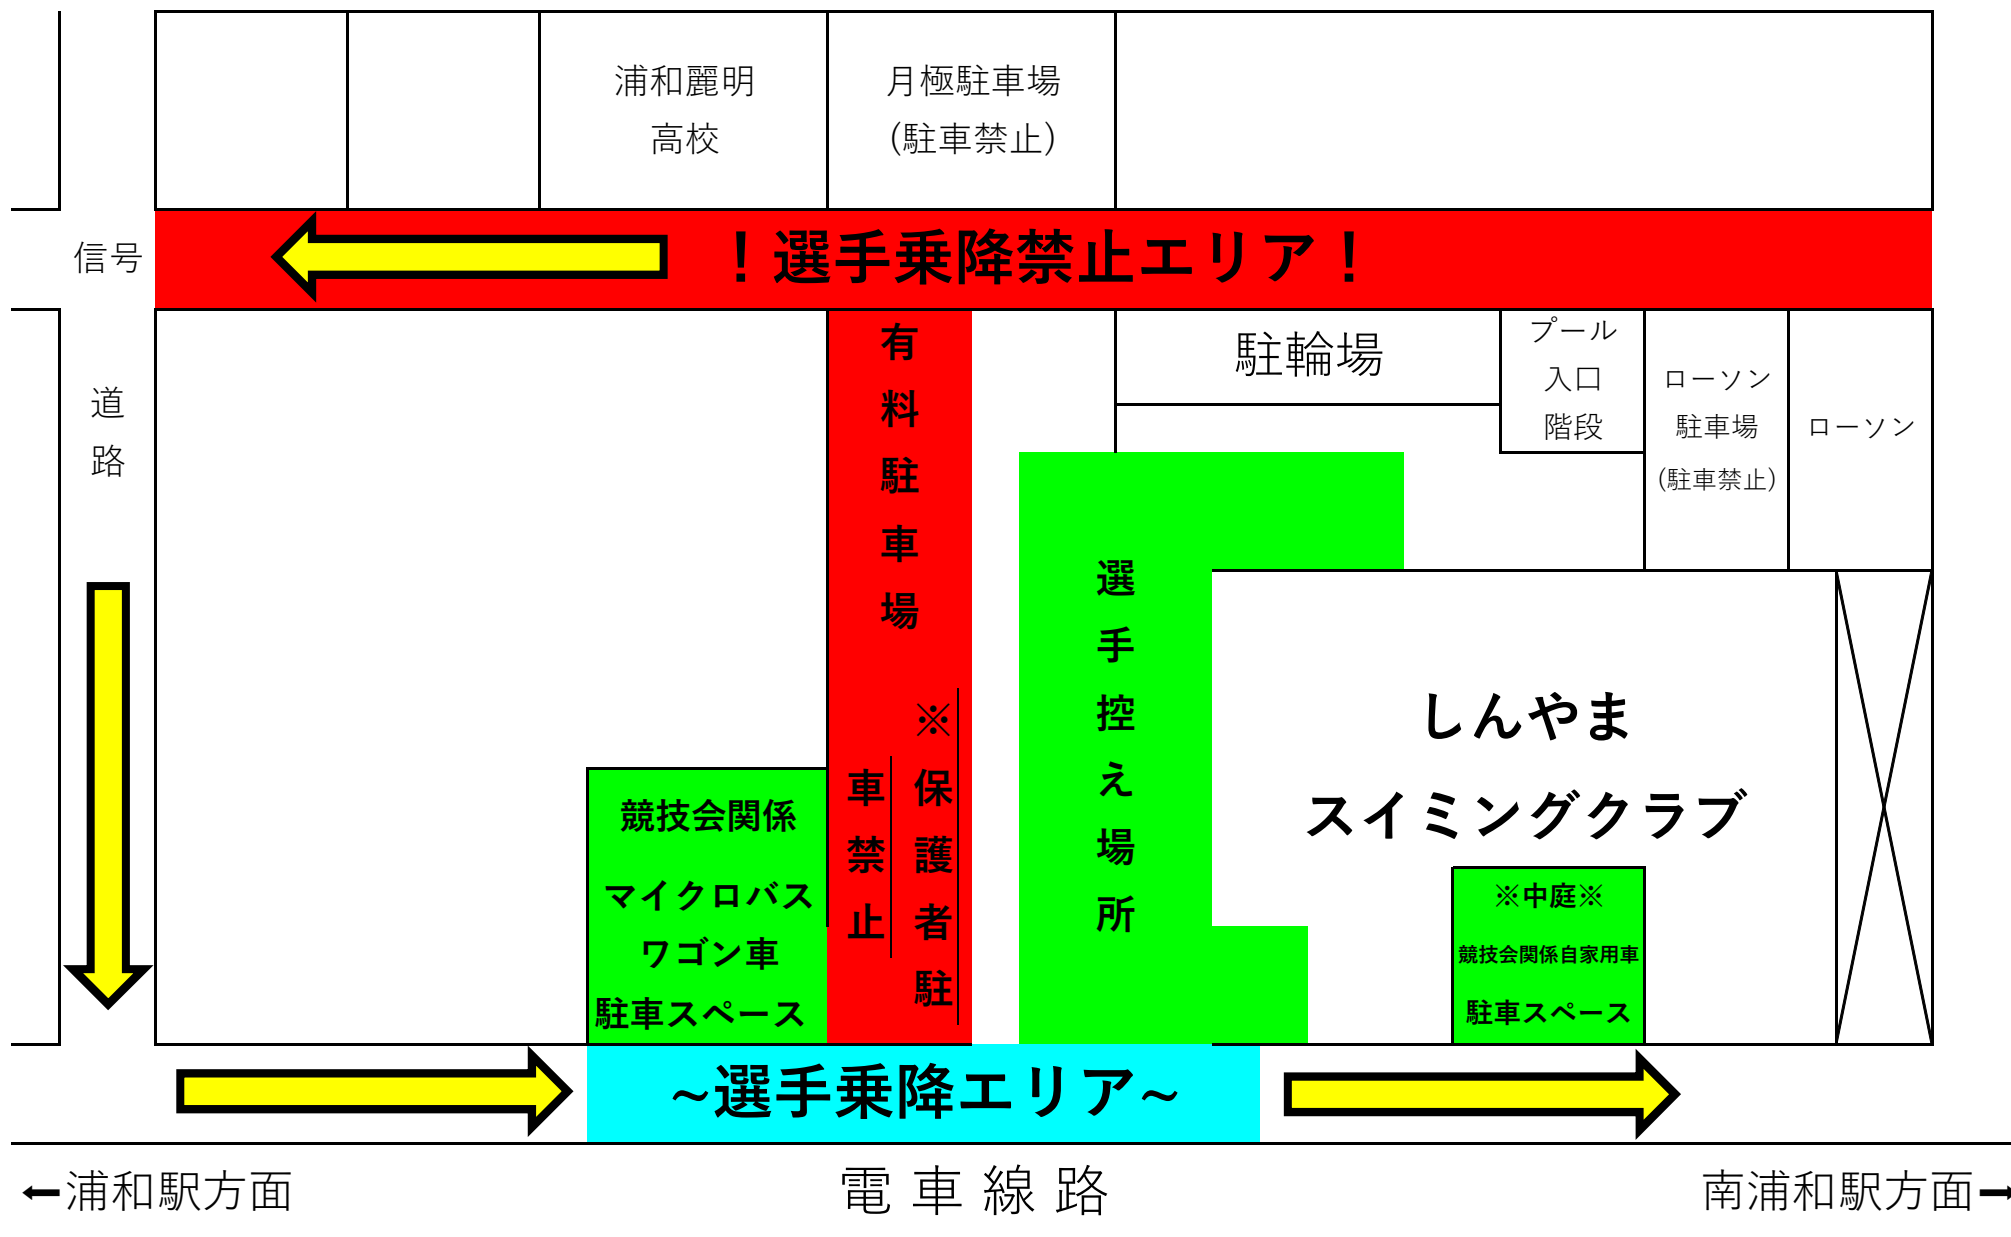 浦和麗明
高校
月極駐車場
(駐車禁止)
信号
！選手乗降禁止エリア！
道路
有料駐車場
※保護者駐
車禁止
駐輪場
プール
入口
階段
ローソン
駐車場
(駐車禁止)
ローソン
選手控え場所
しんやま
スイミングクラブ
競技会関係
マイクロバス
ワゴン車
駐車スペース
※中庭※
競技会関係自家用車
駐車スペース
~選手乗降エリア~
←浦和駅方面
電車線路
南浦和駅方面→